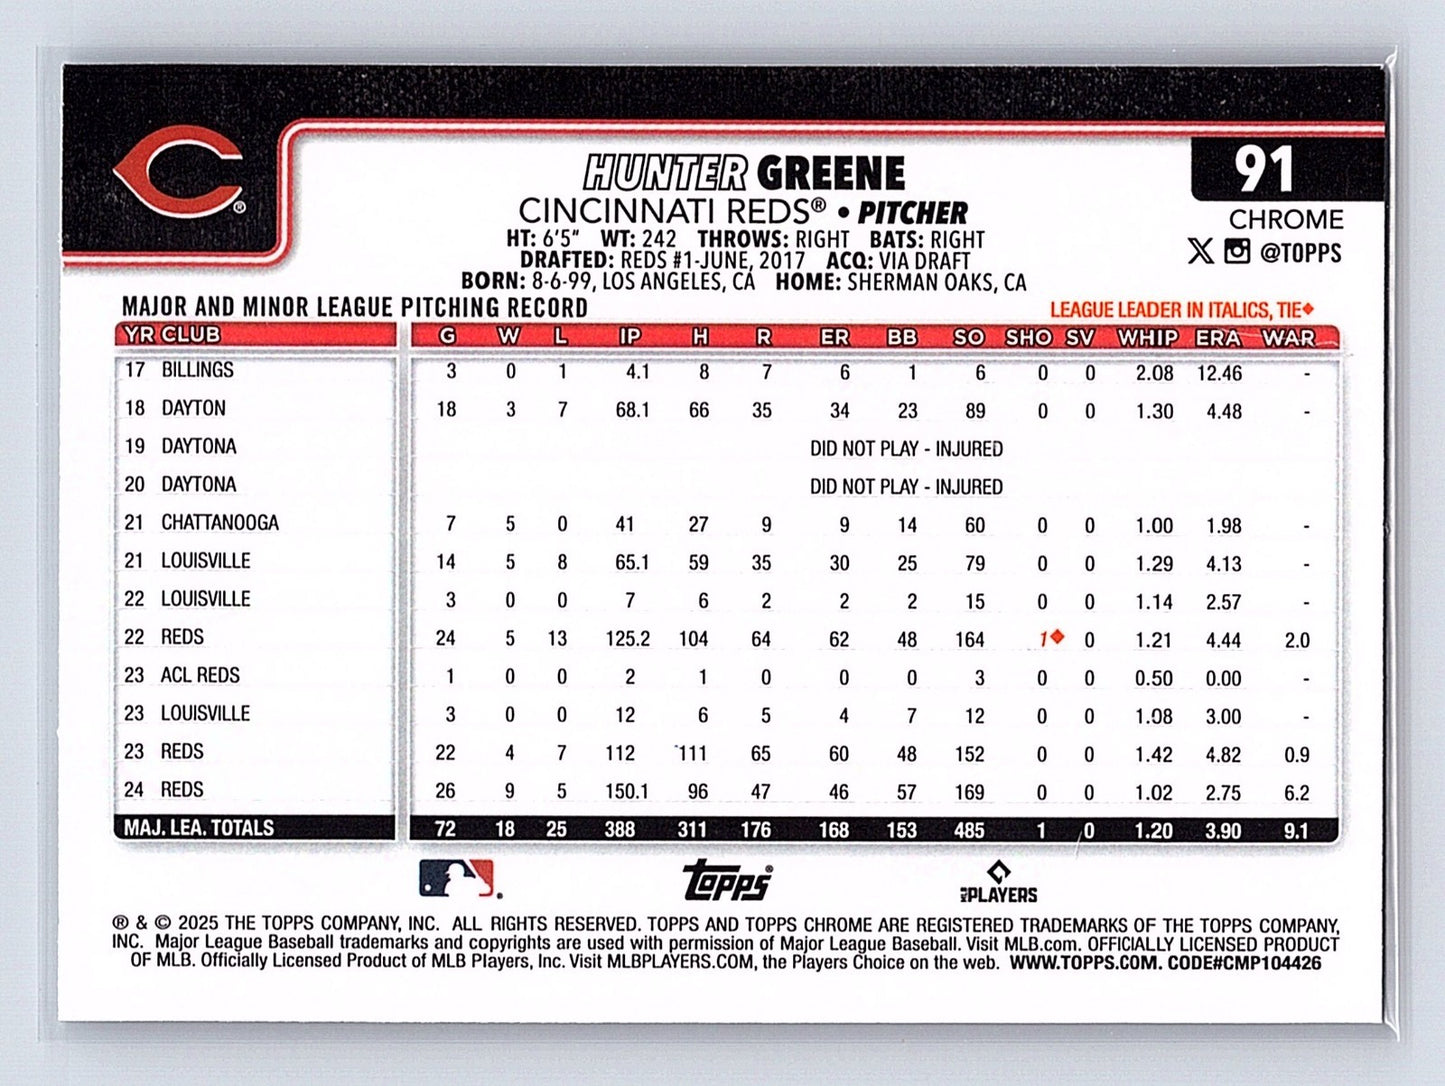 91
HUNTER GREENE
CINCINNATI REDS® • PITCHER
CHROME
HT: 6'5" WT: 242 THROWS: RIGHT BATS: RIGHT
@TOPPS
DRAFTED: REDS #1-JUNE, 2017 ACQ: VIA DRAFT
BORN: 8-6-99, LOS ANGELES, CA HOME: SHERMAN OAKS, CA
MAJOR AND MINOR LEAGUE PITCHING RECORD
LEAGUE LEADER IN ITALICS, TIE◆
YR CLUB G W L IP H R ER BB SO SHO SV WHIP ERA WAR
17 BILLINGS 3 0 1 4.1 8 7 6 1 6 0 0 2.08 12.46 -
18 DAYTON 18 3 7 68.1 66 35 34 23 89 0 0 1.30 4.48 -
19 DAYTONA DID NOT PLAY - INJURED
20 DAYTONA DID NOT PLAY - INJURED
21 CHATTANOOGA 7 5 0 41 27 9 9 14 60 0 0 1.00 1.98 -
21 LOUISVILLE 14 5 8 65.1 59 35 30 25 79 0 0 1.29 4.13 -
22 LOUISVILLE 3 0 0 7 6 2 2 2 15 0 0 1.14 2.57 -
22 REDS 24 5 13 125.2 104 64 62 48 164 1◆ 0 1.21 4.44 2.0
23 ACL REDS 1 0 0 2 1 0 0 0 3 0 0 0.50 0.00 -
23 LOUISVILLE 3 0 0 12 6 5 4 7 12 0 0 1.08 3.00 -
23 REDS 22 4 7 112 111 65 60 48 152 0 0 1.42 4.82 0.9
24 REDS 26 9 5 150.1 96 47 46 57 169 0 0 1.02 2.75 6.2
MAJ. LEA. TOTALS 72 18 25 388 311 176 168 153 485 1 0 1.20 3.90 9.1
Topps®
MLB PLAYERS
® & © 2025 THE TOPPS COMPANY, INC. ALL RIGHTS RESERVED. TOPPS AND TOPPS CHROME ARE REGISTERED TRADEMARKS OF THE TOPPS COMPANY,
INC. Major League Baseball trademarks and copyrights are used with permission of Major League Baseball. Visit MLB.com. OFFICIALLY LICENSED PRODUCT
OF MLB. Officially Licensed Product of MLB Players, Inc. Visit MLBPLAYERS.COM, the Players Choice on the web. WWW.TOPPS.COM. CODE#CMP104426